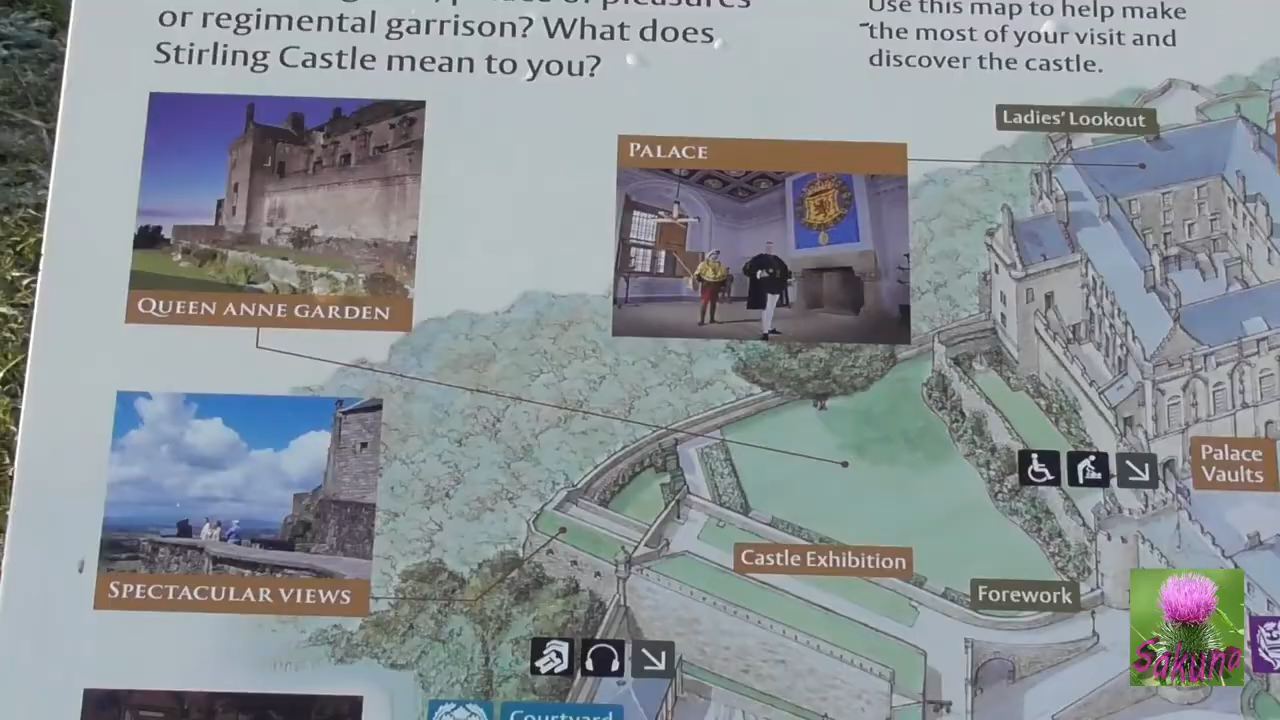 or regimental garrison? What does
Stirling Castle mean to you?
Use this map to help make
the most of your visit and
discover the castle.
Ladies' Lookout
PALACE
QUEEN ANNE GARDEN
Palace
Vaults
Castle Exhibition
Forework
SPECTACULAR VIEWS
Sakuna
Courtyard